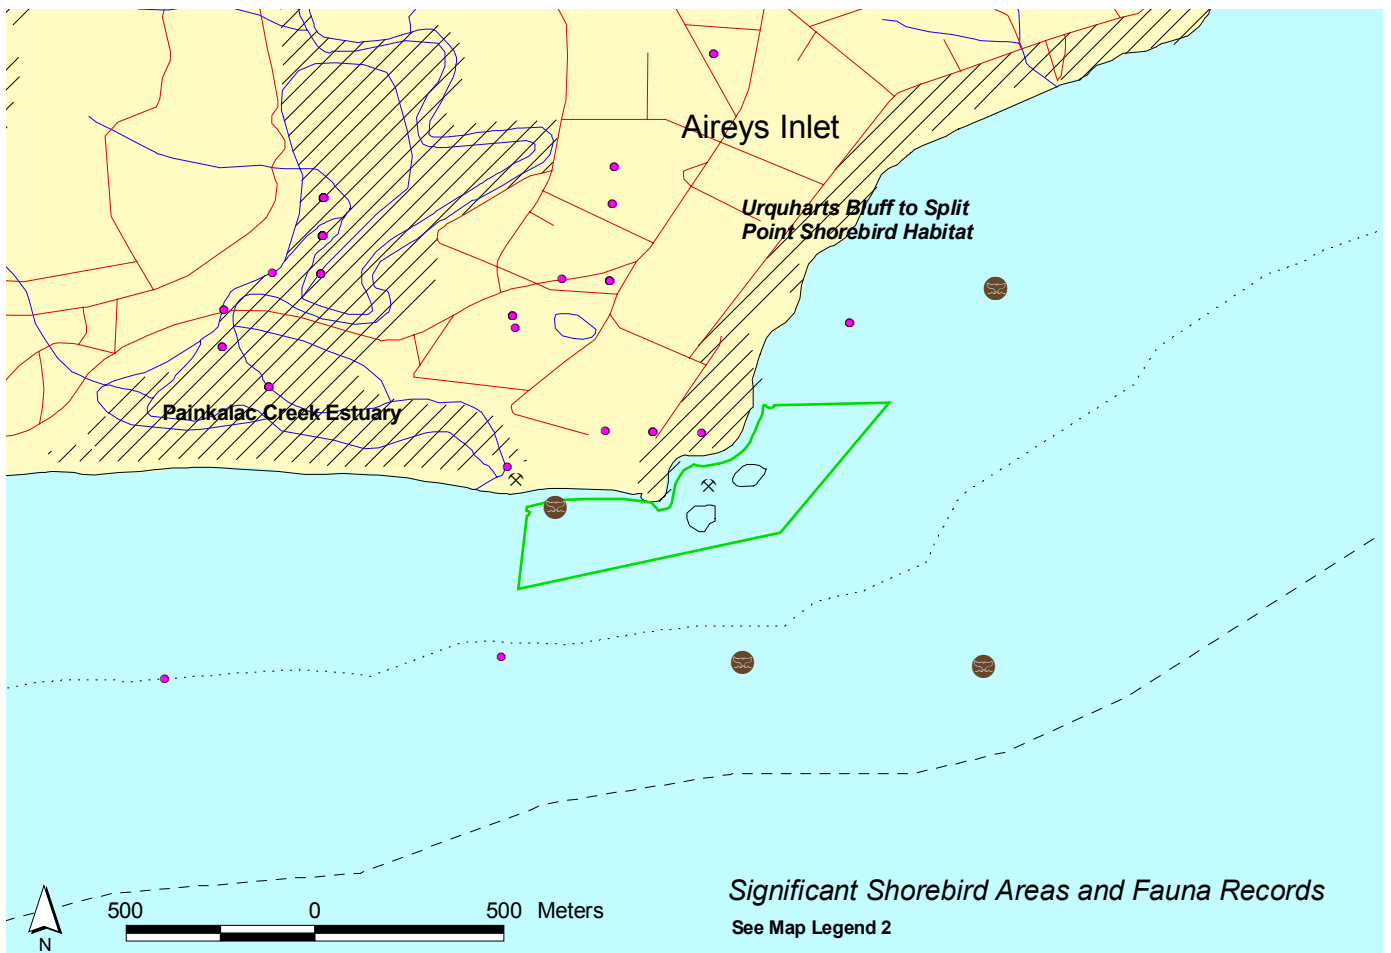 Aireys Inlet
Urquharts Bluff to Split
Point Shorebird Habitat
Painkalac Creek Estuary
Significant Shorebird Areas and Fauna Records
See Map Legend 2
500 0 500 Meters
N